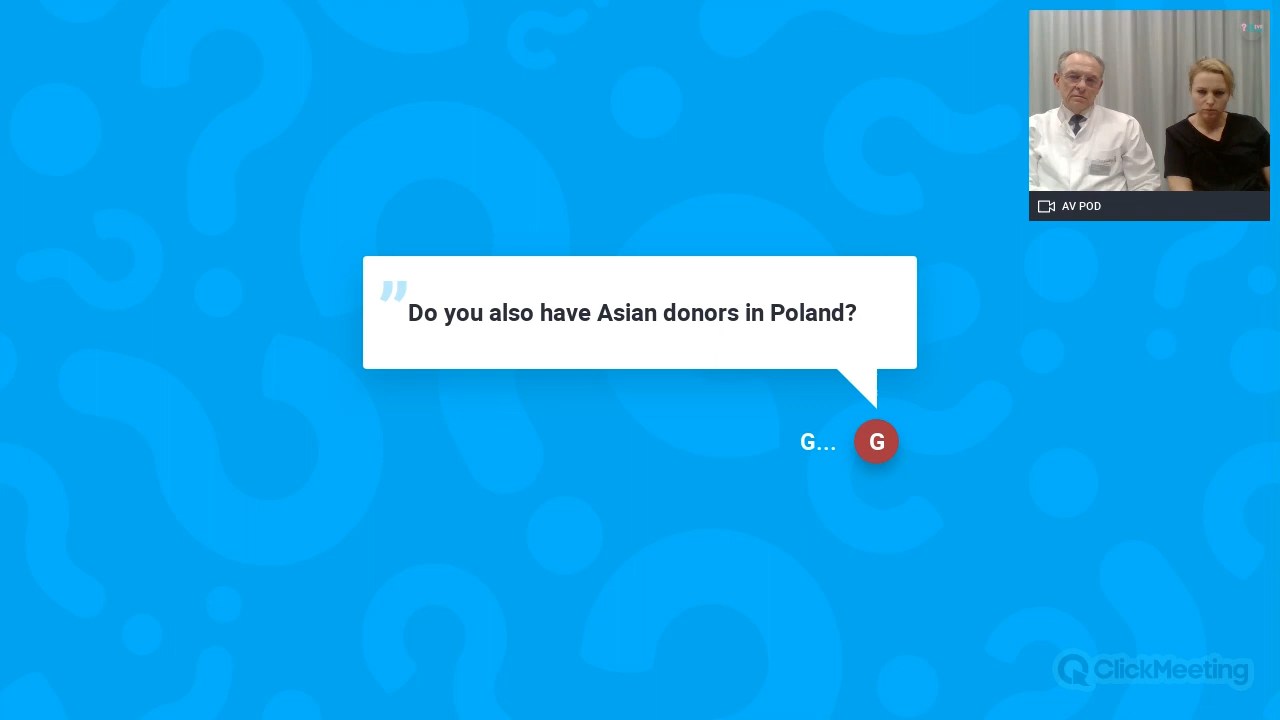 AV POD
” Do you also have Asian donors in Poland?
G... G
ClickMeeting